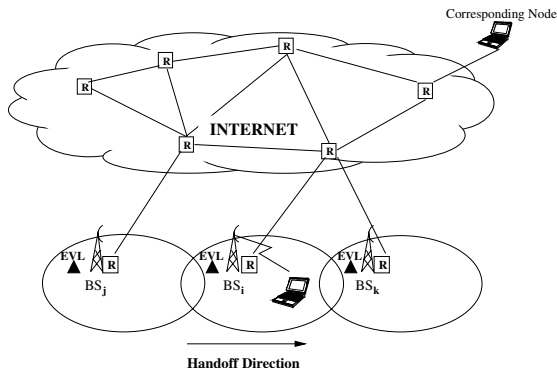 Corresponding Node
R
R
R
R
INTERNET
R
R
EVL
R
BSj
EVL
R
BSi
EVL
R
BSk
Handoff Direction